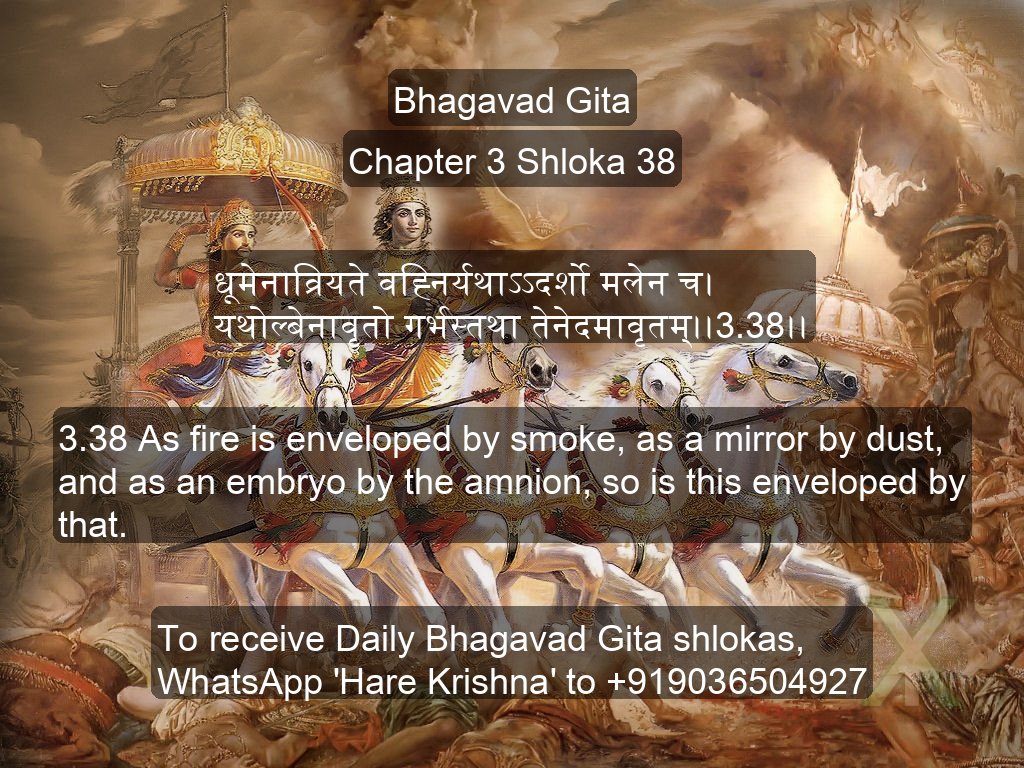 Bhagavad Gita
Chapter 3 Shloka 38
धूमेनाव्रियते वह्निर्यथाऽऽदर्शो मलेन च।
यथोल्बेनावृतो गर्भस्तथा तेनेदमावृतम्।।3.38।।
3.38 As fire is enveloped by smoke, as a mirror by dust,
and as an embryo by the amnion, so is this enveloped by
that.
To receive Daily Bhagavad Gita shlokas,
WhatsApp 'Hare Krishna' to +919036504927